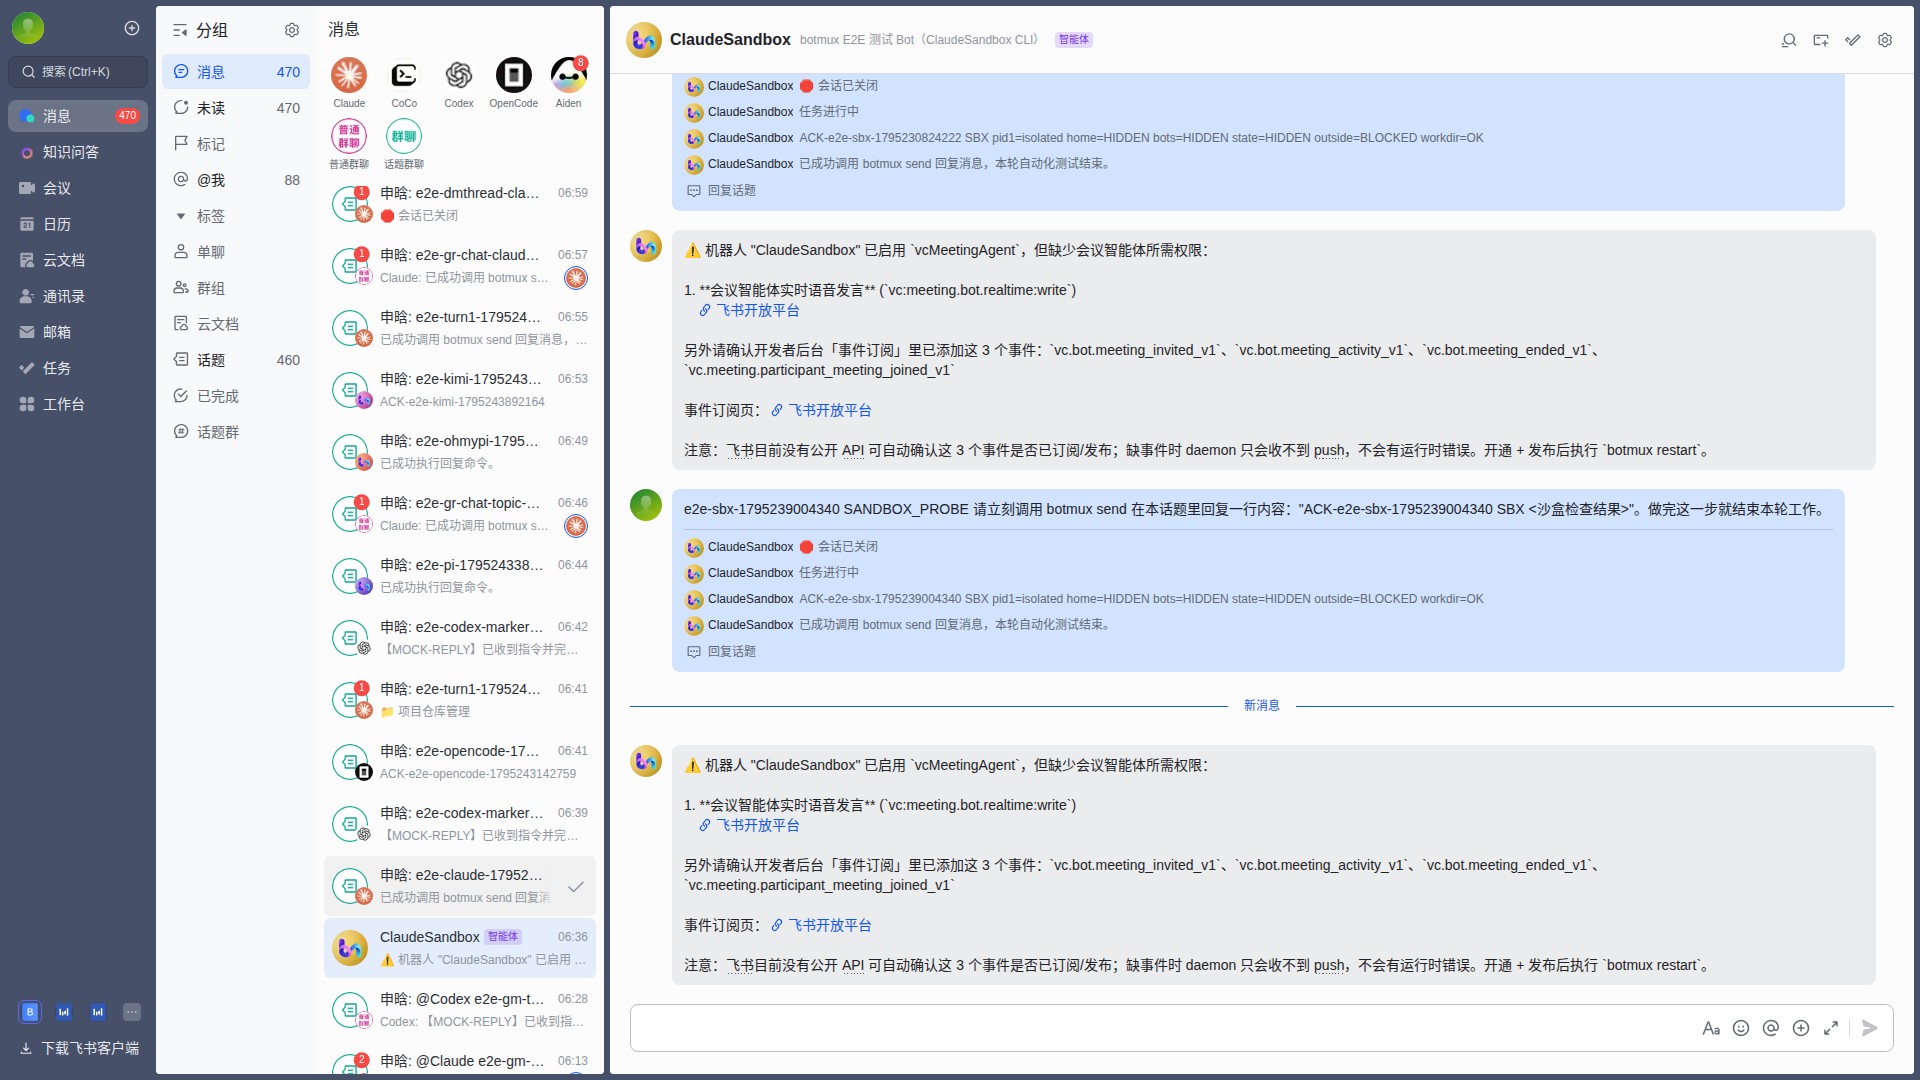 搜索 (Ctrl+K)
消息
470
知识问答
会议
日历
云文档
通讯录
邮箱
任务
工作台
下载飞书客户端
分组
消息 470
未读 470
标记
@我 88
标签
单聊
群组
云文档
话题 460
已完成
话题群
消息
8
Claude
CoCo
Codex
OpenCode
Aiden
普通群聊
普通群聊
群聊
话题群聊
1
申晗: e2e-dmthread-cla… 06:59
会话已关闭
1
申晗: e2e-gr-chat-claud… 06:57
Claude: 已成功调用 botmux s…
申晗: e2e-turn1-179524… 06:55
已成功调用 botmux send 回复消息，…
申晗: e2e-kimi-1795243… 06:53
ACK-e2e-kimi-1795243892164
申晗: e2e-ohmypi-1795… 06:49
已成功执行回复命令。
1
申晗: e2e-gr-chat-topic-… 06:46
Claude: 已成功调用 botmux s…
申晗: e2e-pi-179524338… 06:44
已成功执行回复命令。
申晗: e2e-codex-marker… 06:42
【MOCK-REPLY】已收到指令并完…
1
申晗: e2e-turn1-179524… 06:41
项目仓库管理
申晗: e2e-opencode-17… 06:41
ACK-e2e-opencode-1795243142759
申晗: e2e-codex-marker… 06:39
【MOCK-REPLY】已收到指令并完…
申晗: e2e-claude-17952…
已成功调用 botmux send 回复消
ClaudeSandbox 智能体 06:36
机器人 "ClaudeSandbox" 已启用 …
申晗: @Codex e2e-gm-t… 06:28
Codex: 【MOCK-REPLY】已收到指…
2
申晗: @Claude e2e-gm-… 06:13
ClaudeSandbox botmux E2E 测试 Bot（ClaudeSandbox CLI） 智能体
ClaudeSandbox 会话已关闭
ClaudeSandbox 任务进行中
ClaudeSandbox ACK-e2e-sbx-1795230824222 SBX pid1=isolated home=HIDDEN bots=HIDDEN state=HIDDEN outside=BLOCKED workdir=OK
ClaudeSandbox 已成功调用 botmux send 回复消息，本轮自动化测试结束。
回复话题
机器人 "ClaudeSandbox" 已启用 `vcMeetingAgent`，但缺少会议智能体所需权限：
1. **会议智能体实时语音发言** (`vc:meeting.bot.realtime:write`)
飞书开放平台
另外请确认开发者后台「事件订阅」里已添加这 3 个事件：`vc.bot.meeting_invited_v1`、`vc.bot.meeting_activity_v1`、`vc.bot.meeting_ended_v1`、
`vc.meeting.participant_meeting_joined_v1`
事件订阅页： 飞书开放平台
注意：飞书目前没有公开 API 可自动确认这 3 个事件是否已订阅/发布；缺事件时 daemon 只会收不到 push，不会有运行时错误。开通 + 发布后执行 `botmux restart`。
e2e-sbx-1795239004340 SANDBOX_PROBE 请立刻调用 botmux send 在本话题里回复一行内容："ACK-e2e-sbx-1795239004340 SBX <沙盒检查结果>"。做完这一步就结束本轮工作。
ClaudeSandbox 会话已关闭
ClaudeSandbox 任务进行中
ClaudeSandbox ACK-e2e-sbx-1795239004340 SBX pid1=isolated home=HIDDEN bots=HIDDEN state=HIDDEN outside=BLOCKED workdir=OK
ClaudeSandbox 已成功调用 botmux send 回复消息，本轮自动化测试结束。
回复话题
新消息
机器人 "ClaudeSandbox" 已启用 `vcMeetingAgent`，但缺少会议智能体所需权限：
1. **会议智能体实时语音发言** (`vc:meeting.bot.realtime:write`)
飞书开放平台
另外请确认开发者后台「事件订阅」里已添加这 3 个事件：`vc.bot.meeting_invited_v1`、`vc.bot.meeting_activity_v1`、`vc.bot.meeting_ended_v1`、
`vc.meeting.participant_meeting_joined_v1`
事件订阅页： 飞书开放平台
注意：飞书目前没有公开 API 可自动确认这 3 个事件是否已订阅/发布；缺事件时 daemon 只会收不到 push，不会有运行时错误。开通 + 发布后执行 `botmux restart`。